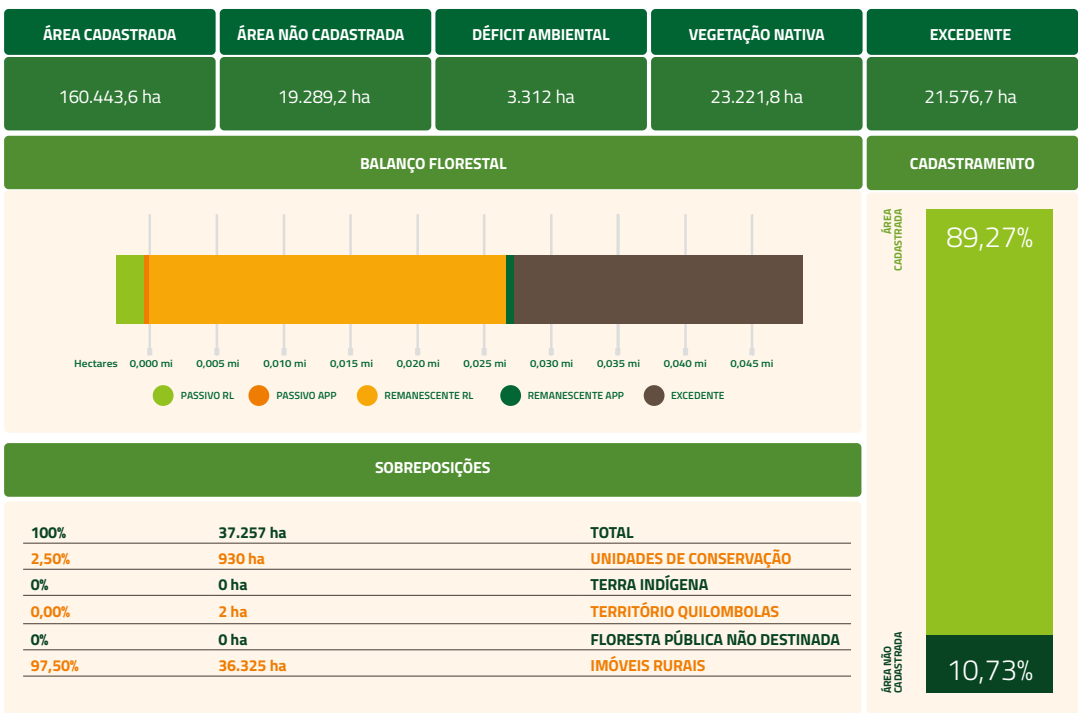 ÁREA CADASTRADA
ÁREA NÃO CADASTRADA
DÉFICIT AMBIENTAL
VEGETAÇÃO NATIVA
EXCEDENTE
160.443,6 ha
19.289,2 ha
3.312 ha
23.221,8 ha
21.576,7 ha
BALANÇO FLORESTAL
Hectares 0,000 mi 0,005 mi 0,010 mi 0,015 mi 0,020 mi 0,025 mi 0,030 mi 0,035 mi 0,040 mi 0,045 mi
PASSIVO RL PASSIVO APP REMANESCENTE RL REMANESCENTE APP EXCEDENTE
CADASTRAMENTO
ÁREA
CADASTRADA
89,27%
ÁREA NÃO
CADASTRADA
10,73%
SOBREPOSIÇÕES
100% 37.257 ha TOTAL
2,50% 930 ha UNIDADES DE CONSERVAÇÃO
0% 0 ha TERRA INDÍGENA
0,00% 2 ha TERRITÓRIO QUILOMBOLAS
0% 0 ha FLORESTA PÚBLICA NÃO DESTINADA
97,50% 36.325 ha IMÓVEIS RURAIS